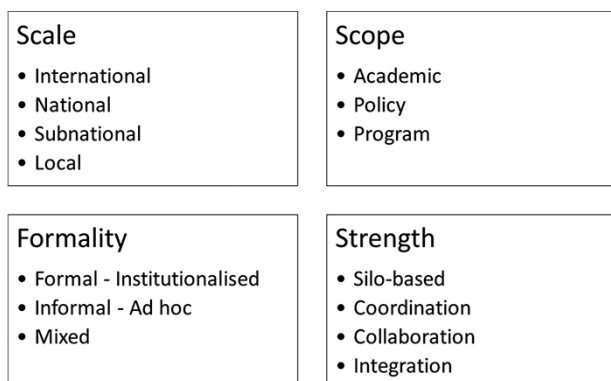 Scale
• International
• National
• Subnational
• Local
Scope
• Academic
• Policy
• Program
Formality
• Formal - Institutionalised
• Informal - Ad hoc
• Mixed
Strength
• Silo-based
• Coordination
• Collaboration
• Integration